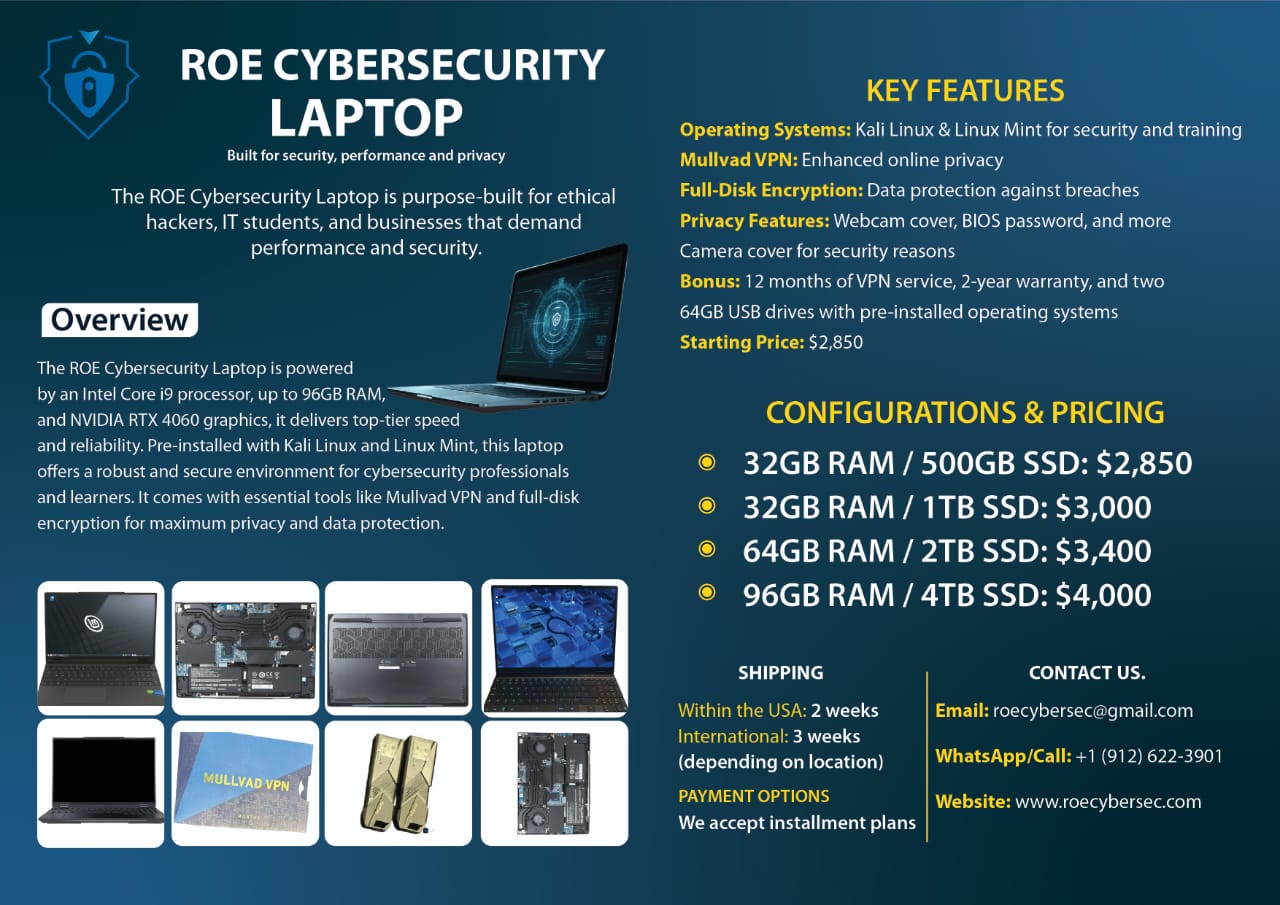 ROE CYBERSECURITY
LAPTOP
Built for security, performance and privacy
The ROE Cybersecurity Laptop is purpose-built for ethical
hackers, IT students, and businesses that demand
performance and security.
Overview
The ROE Cybersecurity Laptop is powered
by an Intel Core i9 processor, up to 96GB RAM,
and NVIDIA RTX 4060 graphics, it delivers top-tier speed
and reliability. Pre-installed with Kali Linux and Linux Mint, this laptop
offers a robust and secure environment for cybersecurity professionals
and learners. It comes with essential tools like Mullvad VPN and full-disk
encryption for maximum privacy and data protection.
MULLVAD VPN
KEY FEATURES
Operating Systems: Kali Linux & Linux Mint for security and training
Mullvad VPN: Enhanced online privacy
Full-Disk Encryption: Data protection against breaches
Privacy Features: Webcam cover, BIOS password, and more
Camera cover for security reasons
Bonus: 12 months of VPN service, 2-year warranty, and two
64GB USB drives with pre-installed operating systems
Starting Price: $2,850
CONFIGURATIONS & PRICING
32GB RAM / 500GB SSD: $2,850
32GB RAM / 1TB SSD: $3,000
64GB RAM / 2TB SSD: $3,400
96GB RAM / 4TB SSD: $4,000
SHIPPING
Within the USA: 2 weeks
International: 3 weeks
(depending on location)
PAYMENT OPTIONS
We accept installment plans
CONTACT US.
Email: roecybersec@gmail.com
WhatsApp/Call: +1 (912) 622-3901
Website: www.roecybersec.com